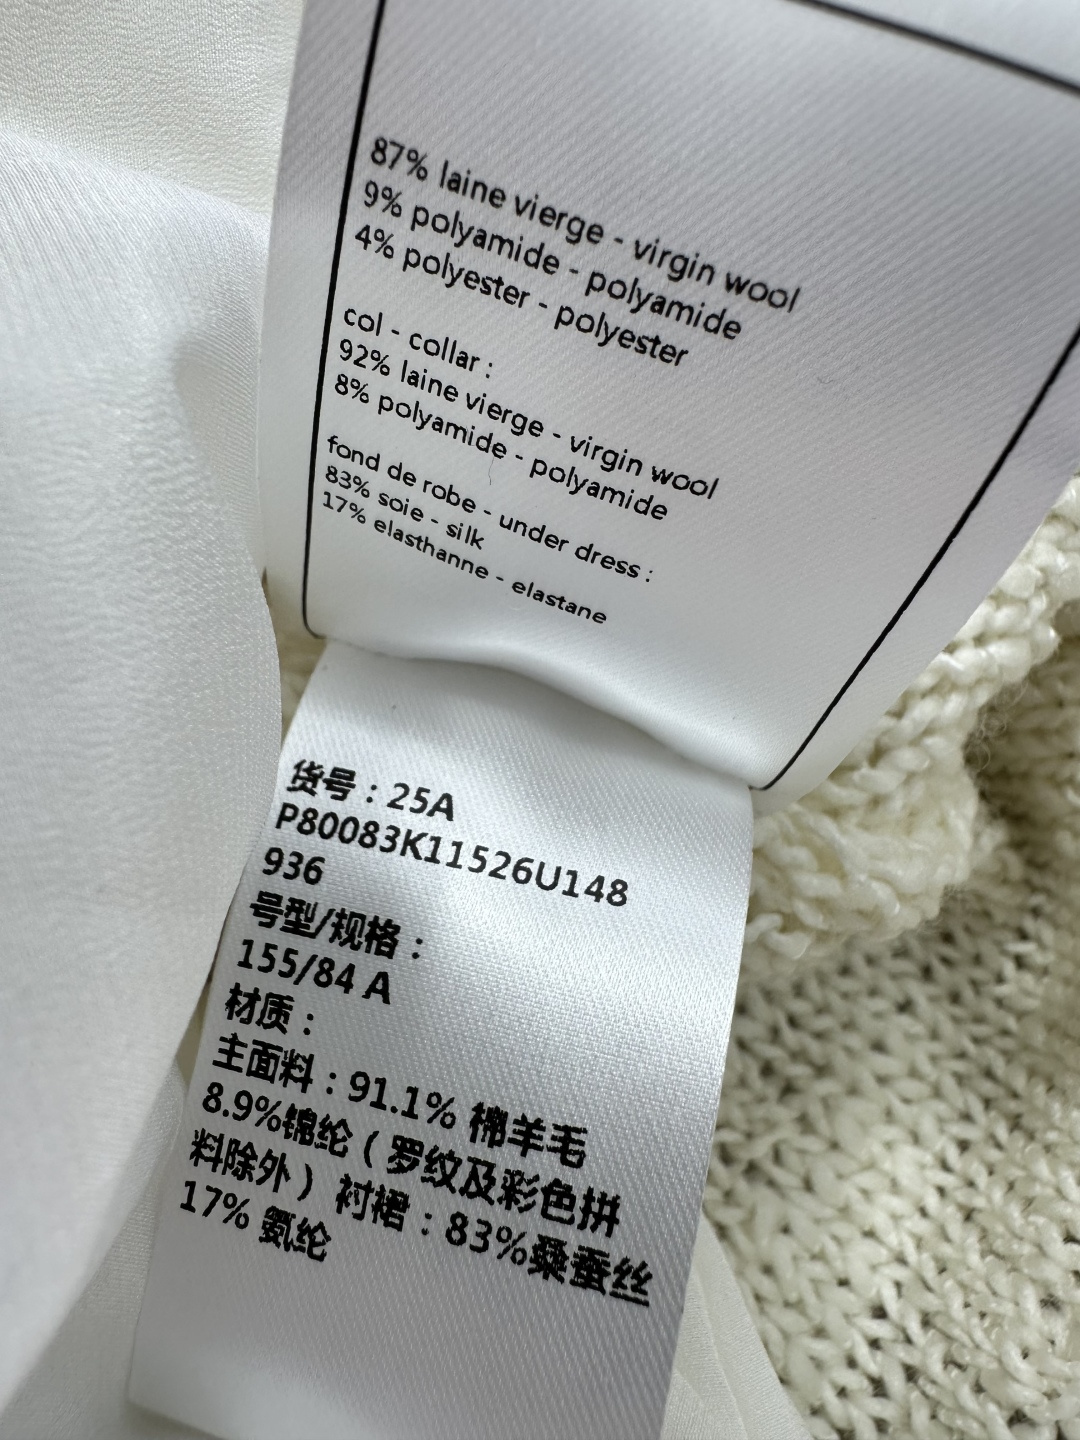 87% laine vierge - virgin wool
9% polyamide - polyamide
4% polyester - polyester
col - collar :
92% laine vierge - virgin wool
8% polyamide - polyamide
fond de robe - under dress :
83% soie - silk
17% elasthanne - elastane
货号：25A
P80083K11526U148
936
号型/规格：
155/84 A
材质：
主面料：91.1% 棉羊毛
8.9%锦纶（罗纹及彩色拼
料除外）衬裙：83%桑蚕丝
17% 氨纶